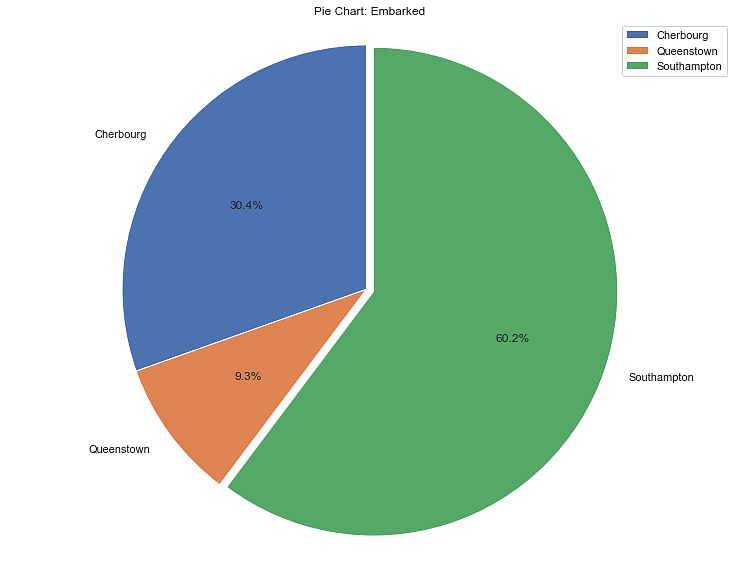 Pie Chart: Embarked
Cherbourg
Queenstown
Southampton
Cherbourg
30.4%
60.2%
9.3%
Southampton
Queenstown